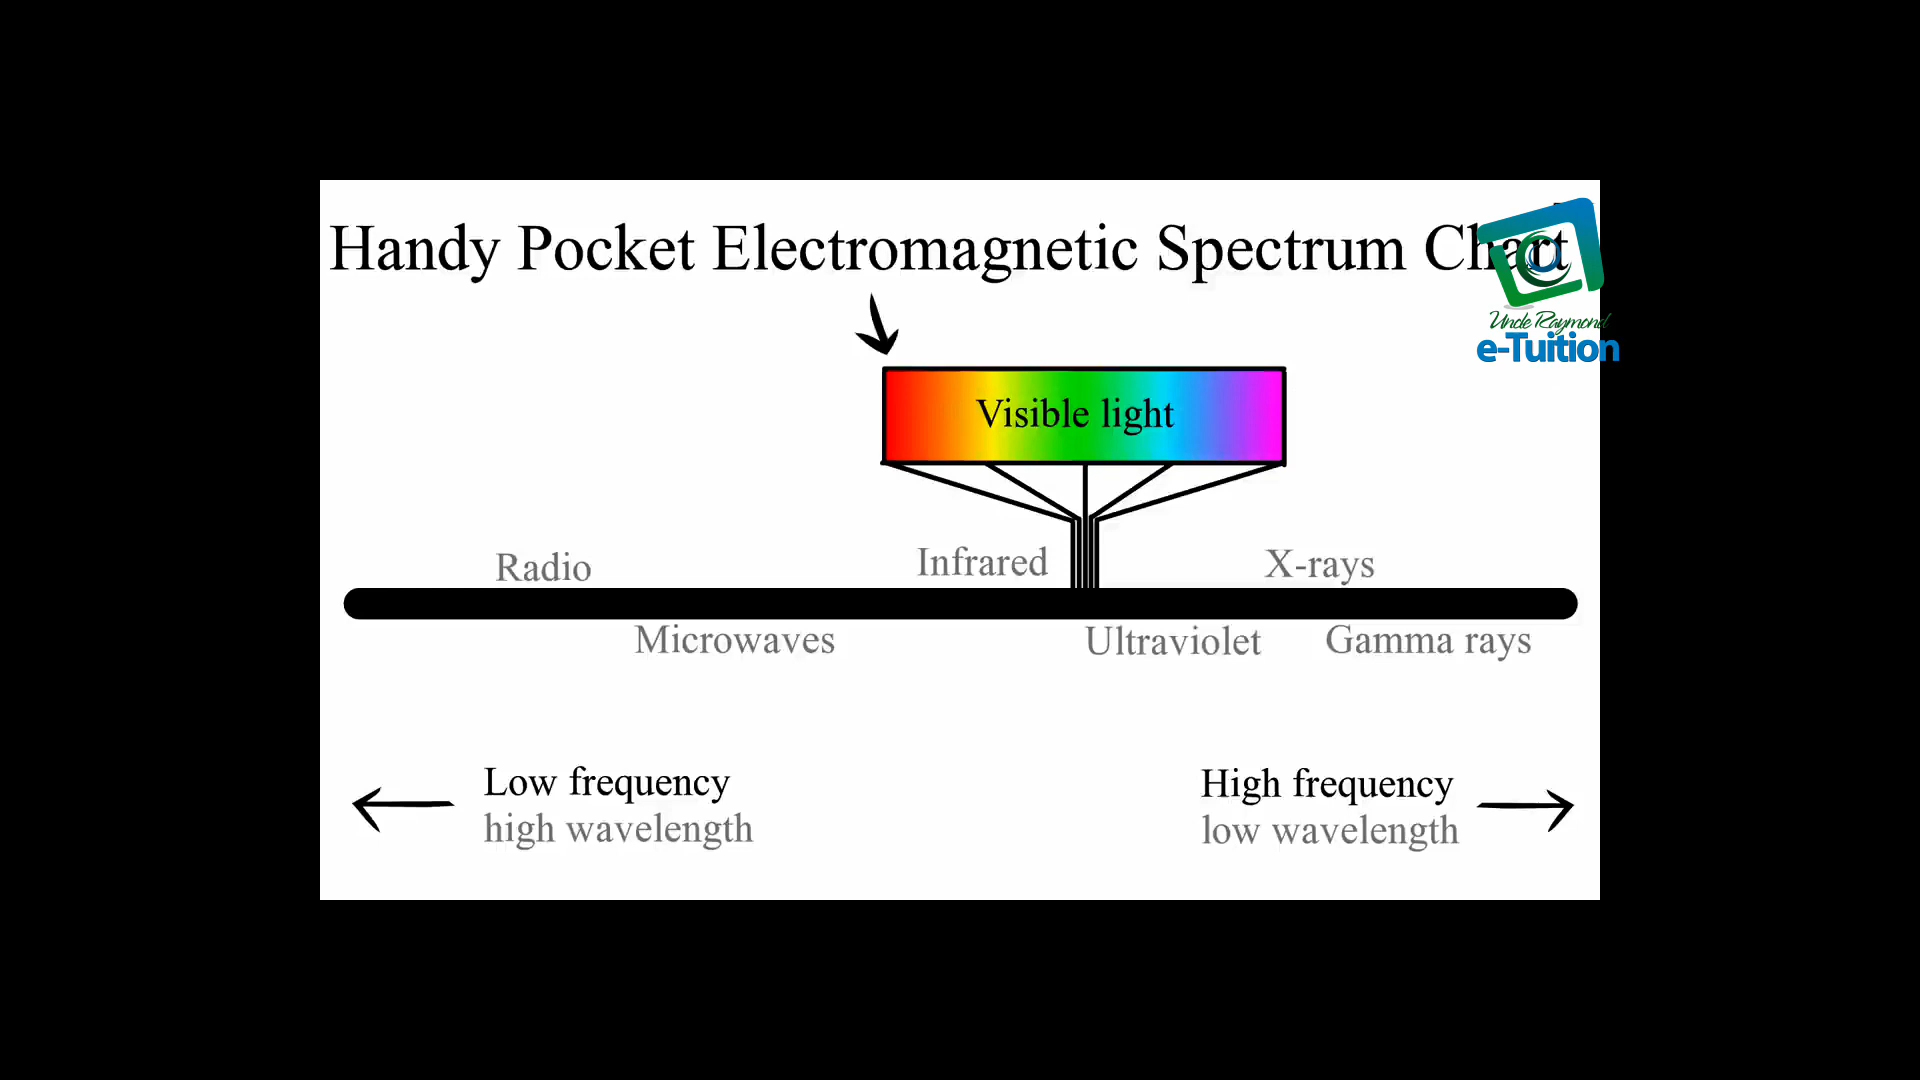 Handy Pocket Electromagnetic Spectrum Chart
Uncle Raymond
e-Tuition
Visible light
Radio
Infrared
X-rays
Microwaves
Ultraviolet
Gamma rays
Low frequency
high wavelength
High frequency
low wavelength